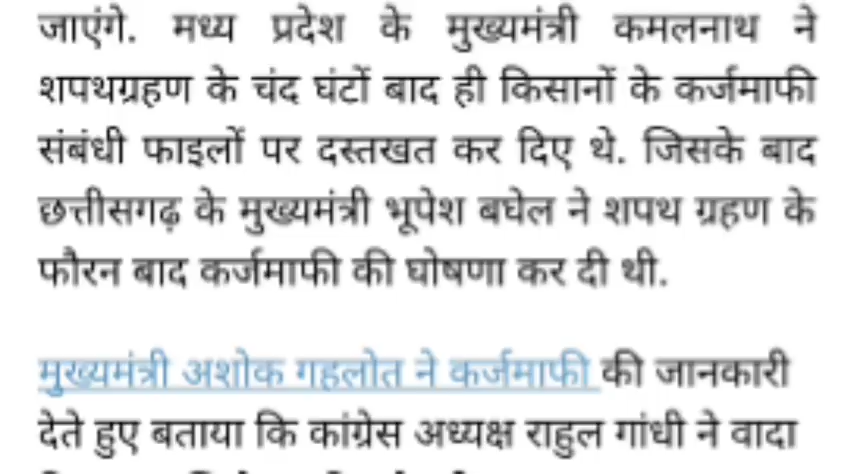 जाएंगे. मध्य प्रदेश के मुख्यमंत्री कमलनाथ ने
शपथग्रहण के चंद घंटों बाद ही किसानों के कर्जमाफी
संबंधी फाइलों पर दस्तखत कर दिए थे. जिसके बाद
छत्तीसगढ़ के मुख्यमंत्री भूपेश बघेल ने शपथ ग्रहण के
फौरन बाद कर्जमाफी की घोषणा कर दी थी.
मुख्यमंत्री अशोक गहलोत ने कर्जमाफी की जानकारी
देते हुए बताया कि कांग्रेस अध्यक्ष राहुल गांधी ने वादा